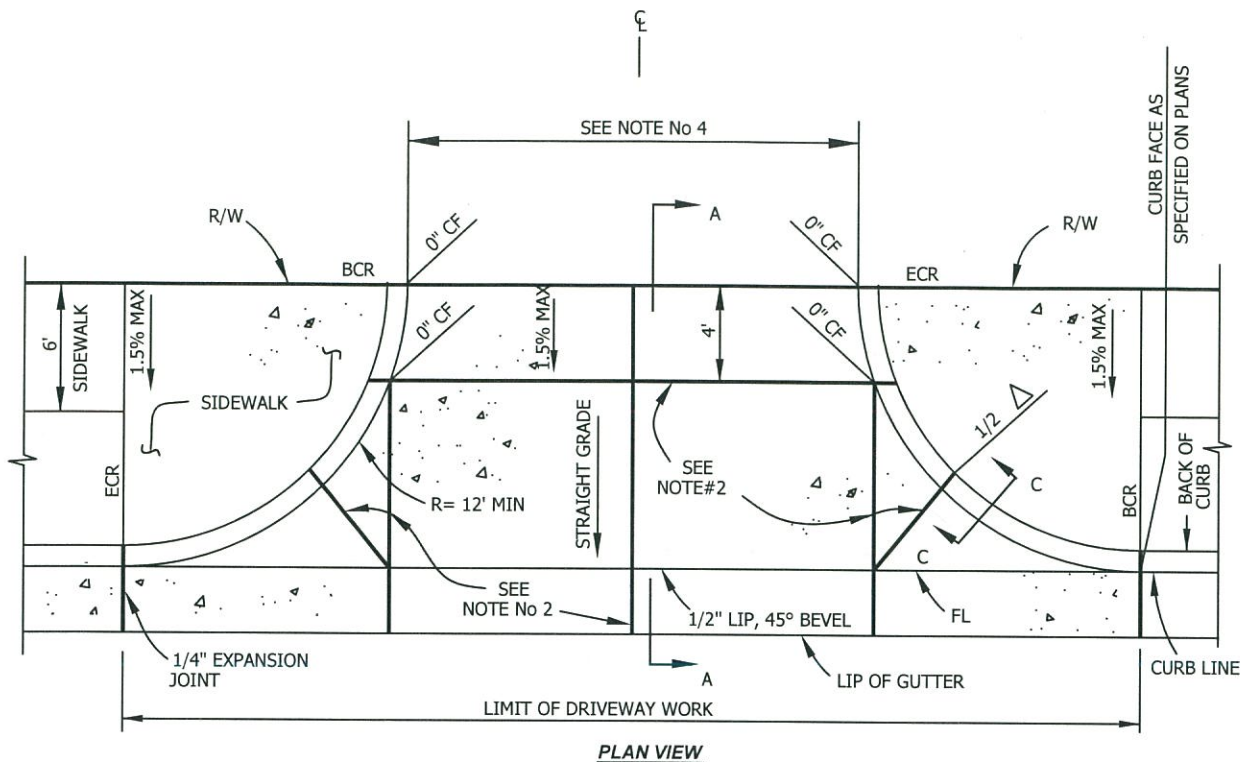 ℄
SEE NOTE No 4
CURB FACE AS
SPECIFIED ON PLANS
A
R/W
0" CF
0" CF
R/W
BCR
ECR
6'
SIDEWALK
1.5% MAX
0" CF
1.5% MAX
4'
0" CF
1.5% MAX
SIDEWALK
1/2 △
ECR
R= 12' MIN
STRAIGHT GRADE
SEE
NOTE#2
C
BCR
BACK OF
CURB
SEE
NOTE No 2
C
1/2" LIP, 45° BEVEL
FL
1/4" EXPANSION
JOINT
A
LIP OF GUTTER
CURB LINE
LIMIT OF DRIVEWAY WORK
PLAN VIEW